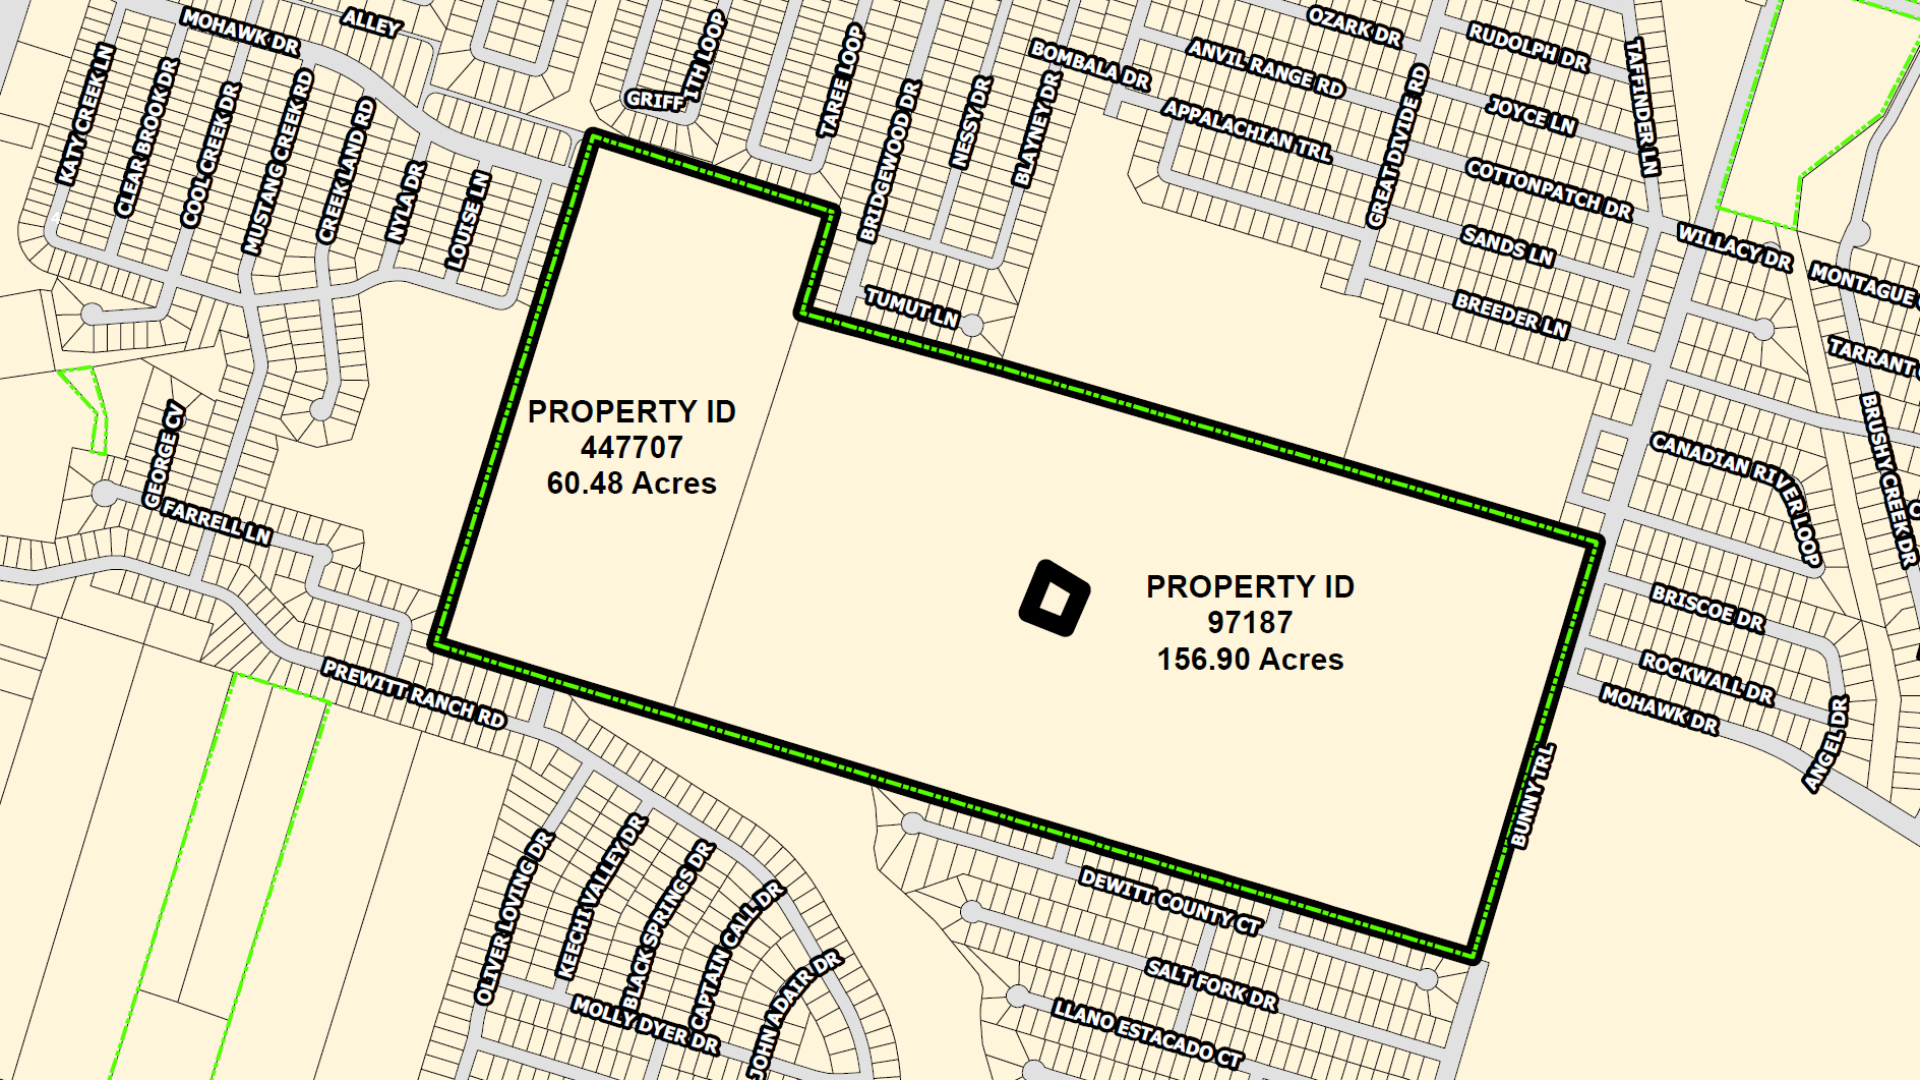 MOHAWK DR
ALLEY
KATY CREEK LN
CLEAR BROOK DR
COOL CREEK DR
MUSTANG CREEK RD
CREEK LAND RD
NYLA DR
LOUISE LN
GRIFF
TH LOOP
TAREE LOOP
BRIDGEWOOD DR
NESSY DR
BLAYNEY DR
BOMBALA DR
TUMUT LN
OZARK DR
ANVIL RANGE RD
APPALACHIAN TRL
GREAT DIVIDE RD
RUDOLPH DR
JOYCE LN
COTTONPATCH DR
SANDS LN
BREEDER LN
TAFFINDER LN
WILLACY DR
MONTAGUE
TARRANT
BRUSHY CREEK DR
CANADIAN RIVER LOOP
BRISCOE DR
ROCKWALL DR
MOHAWK DR
ANGEL DR
BUNNY TRL
GEORGE CV
FARRELL LN
PREWITT RANCH RD
PROPERTY ID
447707
60.48 Acres
PROPERTY ID
97187
156.90 Acres
OLIVER LOVING DR
KEECHI VALLEY DR
BLACK SPRINGS DR
CAPTAIN CALL DR
JOHN ADAIR DR
MOLLY DYER DR
DEWITT COUNTY CT
SALT FORK DR
LLANO ESTACADO CT